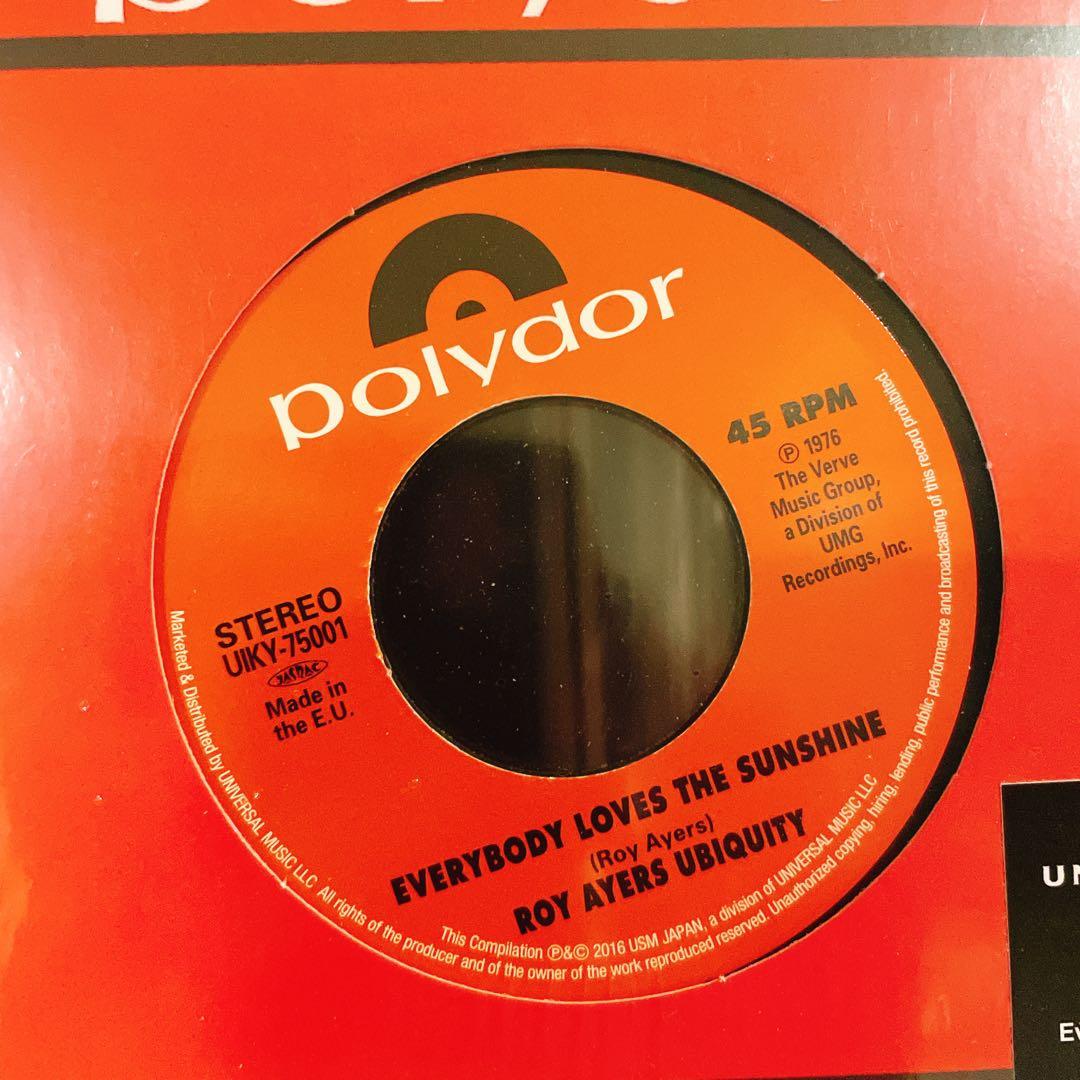 polydor
45 RPM
℗ 1976
The Verve
Music Group,
a Division of
UMG
Recordings, Inc.
STEREO
UIKY-75001
JASRAC
Made in
the E.U.
EVERYBODY LOVES THE SUNSHINE
(Roy Ayers)
ROY AYERS UBIQUITY
This Compilation ℗&© 2016 USM JAPAN, a division of UNIVERSAL MUSIC LLC
Marketed & Distributed by UNIVERSAL MUSIC LLC All rights of the producer and of the owner of the work reproduced reserved. Unauthorized copying, hiring, lending, public performance and broadcasting of this record prohibited.